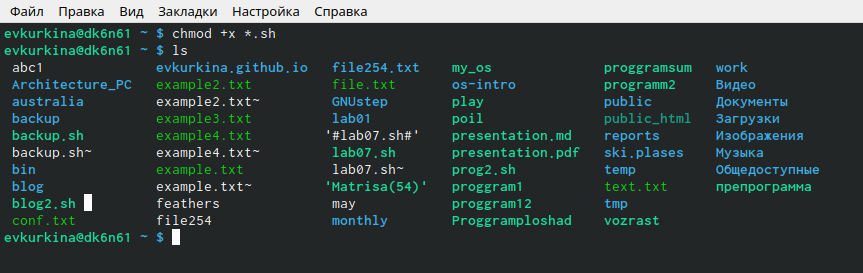 Файл Правка Вид Закладки Настройка Справка
evkurkina@dk6n61 ~ $ chmod +x *.sh
evkurkina@dk6n61 ~ $ ls
abc1 evkurkina.github.io file254.txt my_os proggramsum work
Architecture_PC example2.txt file.txt os-intro programm2 Видео
australia example2.txt~ GNUstep play public Документы
backup example3.txt lab01 poil public_html Загрузки
backup.sh example4.txt '#lab07.sh#' presentation.md reports Изображения
backup.sh~ example4.txt~ lab07.sh presentation.pdf ski.plases Музыка
bin example.txt lab07.sh~ prog2.sh temp Общедоступные
blog example.txt~ 'Matrisa(54)' proggram1 text.txt препрограмма
blog2.sh feathers may proggram12 tmp
conf.txt file254 monthly Proggramploshad vozrast
evkurkina@dk6n61 ~ $